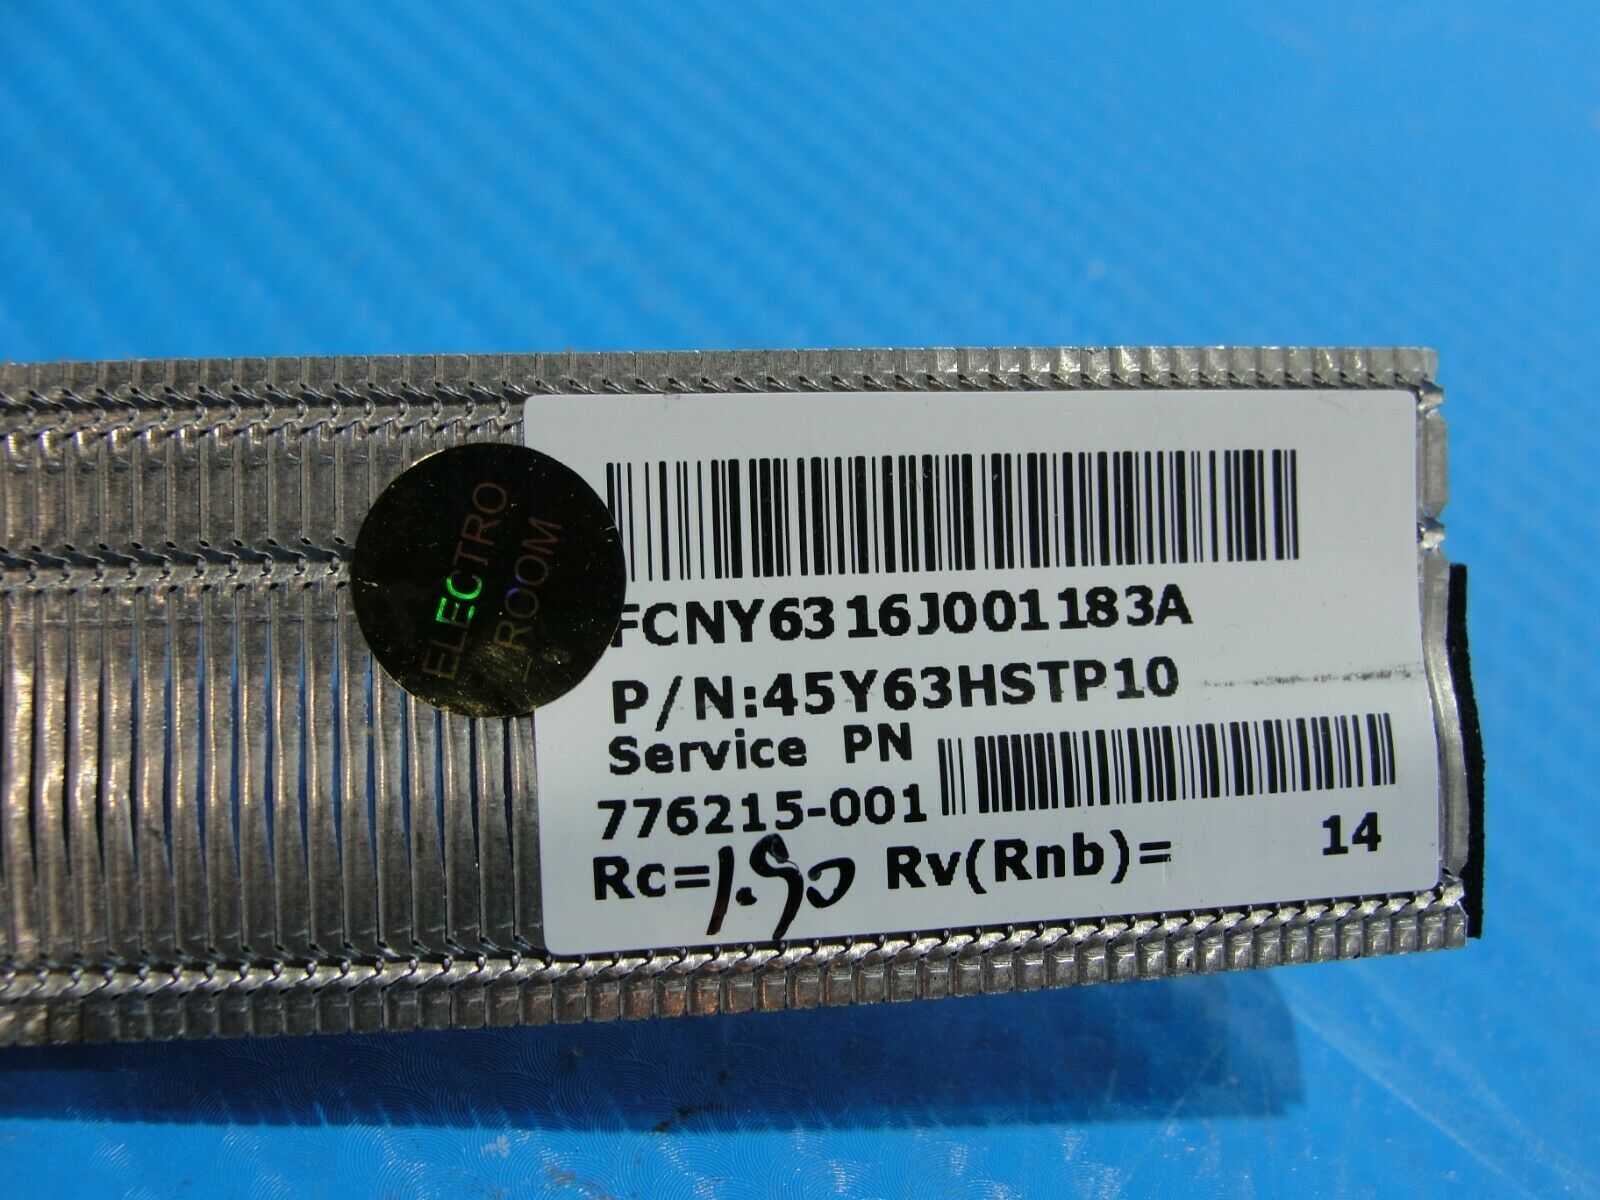 ELECTRO
ROOM
FCNY6316J001183A
P/N:45Y63HSTP10
Service PN
776215-001
Rc=1.90 Rv(Rnb)= 14